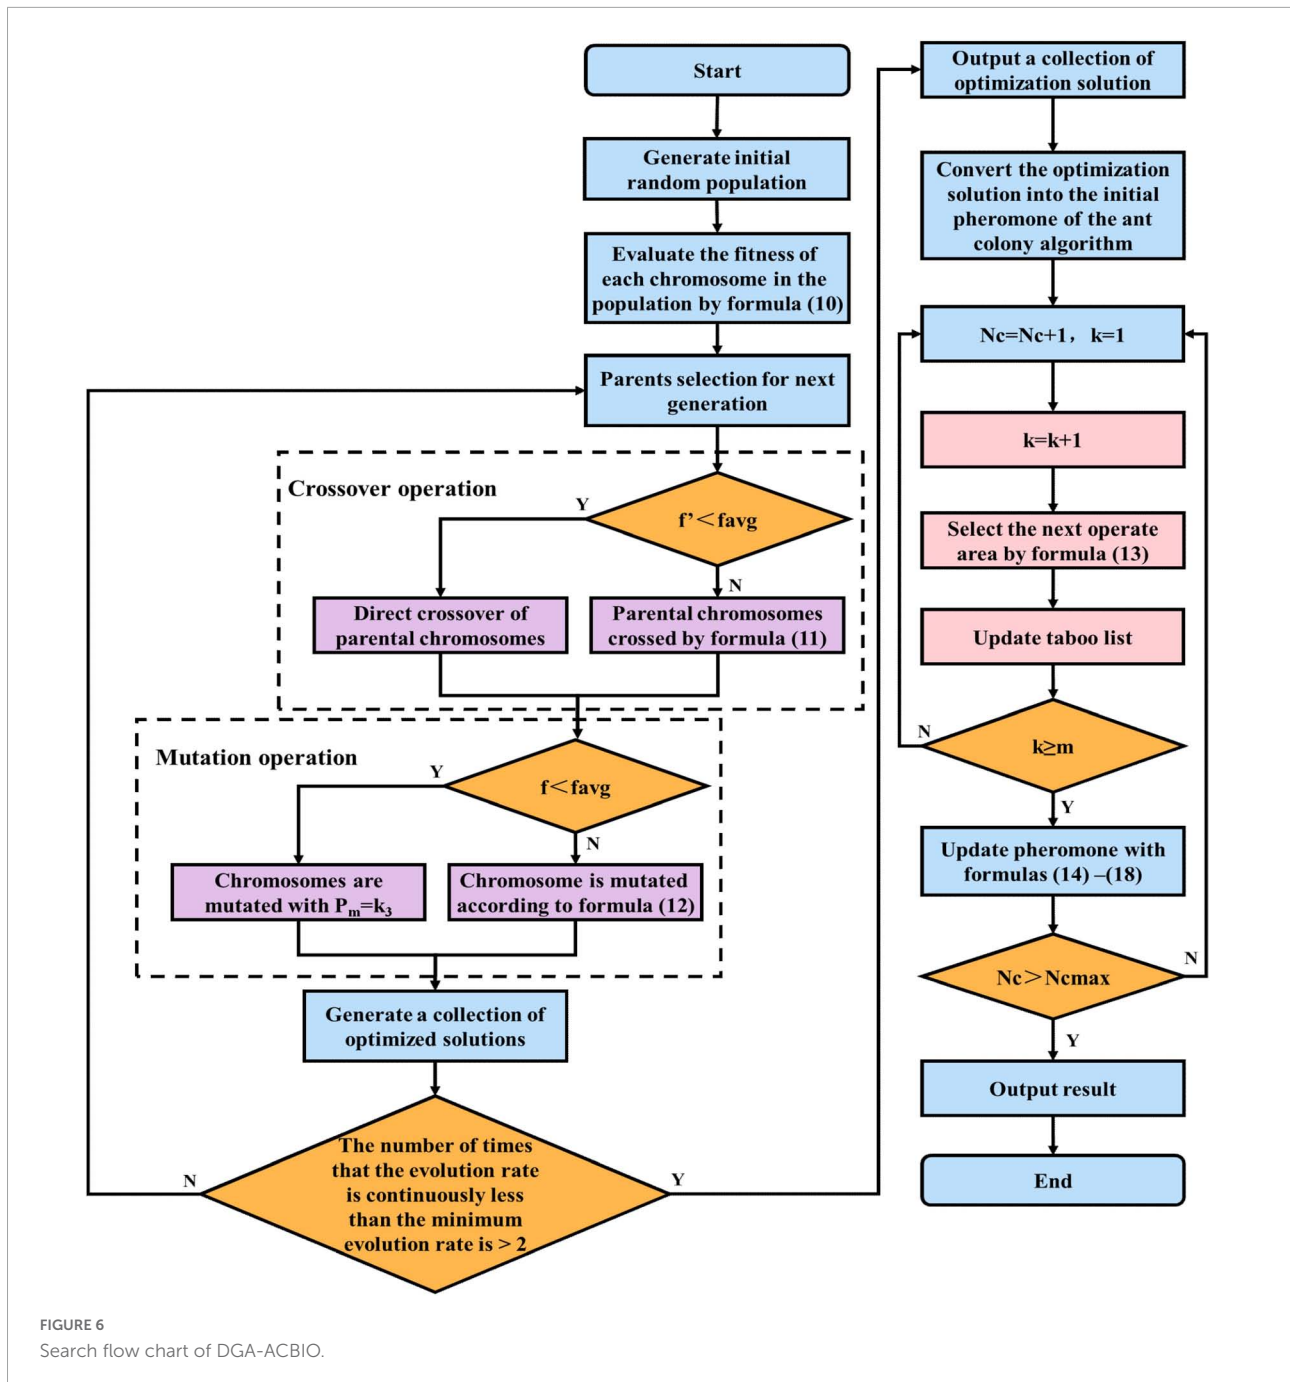 Start
Generate initial
random population
Evaluate the fitness of
each chromosome in the
population by formula (10)
Parents selection for next
generation
Crossover operation
f’＜favg
Y
N
Direct crossover of
parental chromosomes
Parental chromosomes
crossed by formula (11)
Mutation operation
f＜favg
Y
N
Chromosomes are
mutated with Pm=k3
Chromosome is mutated
according to formula (12)
Generate a collection of
optimized solutions
The number of times
that the evolution rate
is continuously less
than the minimum
evolution rate is > 2
N
Y
Output a collection of
optimization solution
Convert the optimization
solution into the initial
pheromone of the ant
colony algorithm
Nc=Nc+1，k=1
k=k+1
Select the next operate
area by formula (13)
Update taboo list
k≥m
N
Y
Update pheromone with
formulas (14) –(18)
Nc＞Ncmax
N
Y
Output result
End
FIGURE 6
Search flow chart of DGA-ACBIO.